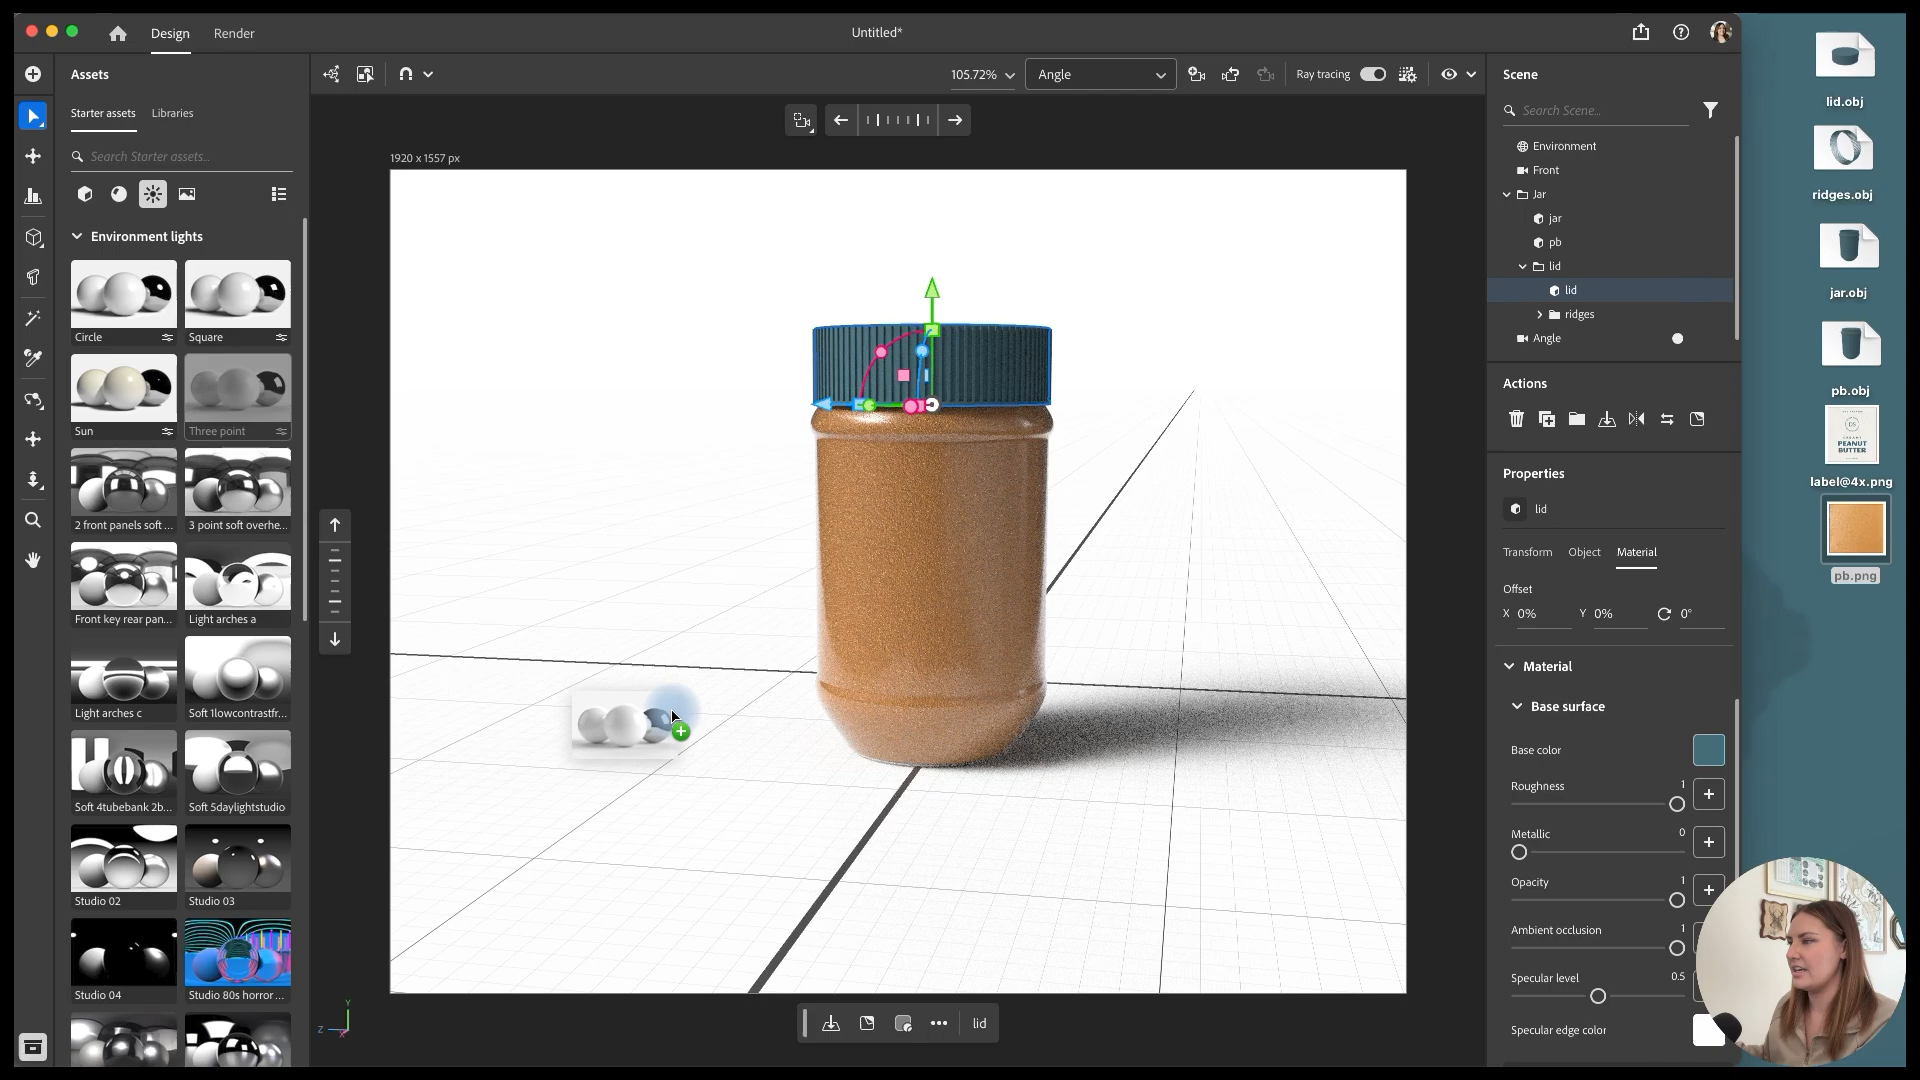 Design
Render
Untitled*
Assets
105.72%
Angle
Ray tracing
Scene
lid.obj
Starter assets
Libraries
Search Starter assets...
Search Scene...
1920 x 1557 px
Environment
Front
Jar
jar
pb
lid
lid
ridges
Angle
ridges.obj
jar.obj
pb.obj
PEANUT
BUTTER
label@4x.png
pb.png
Environment lights
Circle
Square
Sun
Three point
2 front panels soft ...
3 point soft overhe...
Front key rear pan...
Light arches a
Light arches c
Soft 1lowcontrastfr...
Soft 4tubebank 2b...
Soft 5daylightstudio
Studio 02
Studio 03
Studio 04
Studio 80s horror ...
Actions
Properties
lid
Transform
Object
Material
Offset
X 0%
Y 0%
0°
Material
Base surface
Base color
Roughness
1
Metallic
0
Opacity
1
Ambient occlusion
1
Specular level
0.5
Specular edge color
Y
Z
X
lid